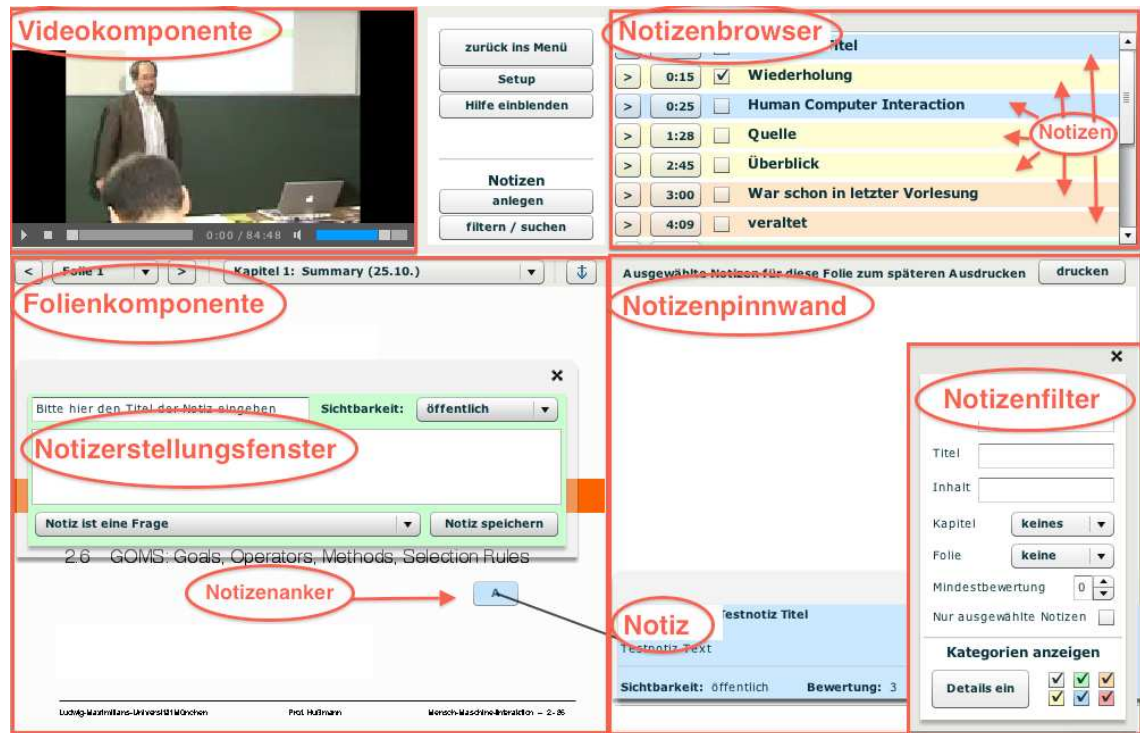 Videokomponente
0:00 / 84:48
zurück ins Menü
Setup
Hilfe einblenden
Notizen
anlegen
filtern / suchen
Notizenbrowser
Titel
> 0:15 Wiederholung
> 0:25 Human Computer Interaction
> 1:28 Quelle
> 2:45 Überblick
> 3:00 War schon in letzter Vorlesung
> 4:09 veraltet
Notizen
< Folie 1 > Kapitel 1: Summary (25.10.)
Folienkomponente
Bitte hier den Titel der Notiz eingeben Sichtbarkeit: öffentlich
Notizerstellungsfenster
Notiz ist eine Frage Notiz speichern
2.6 GOMS: Goals, Operators, Methods, Selection Rules
Notizenanker
A
Ludwig-Maximilians-Universität München Prof. Hußmann Mensch-Maschine-Interaktion – 2-36
Ausgewählte Notizen für diese Folie zum späteren Ausdrucken drucken
Notizenpinnwand
Notiz
Testnotiz Titel
Testnotiz Text
Sichtbarkeit: öffentlich Bewertung: 3
Notizenfilter
Titel
Inhalt
Kapitel keines
Folie keine
Mindestbewertung 0
Nur ausgewählte Notizen
Kategorien anzeigen
Details ein